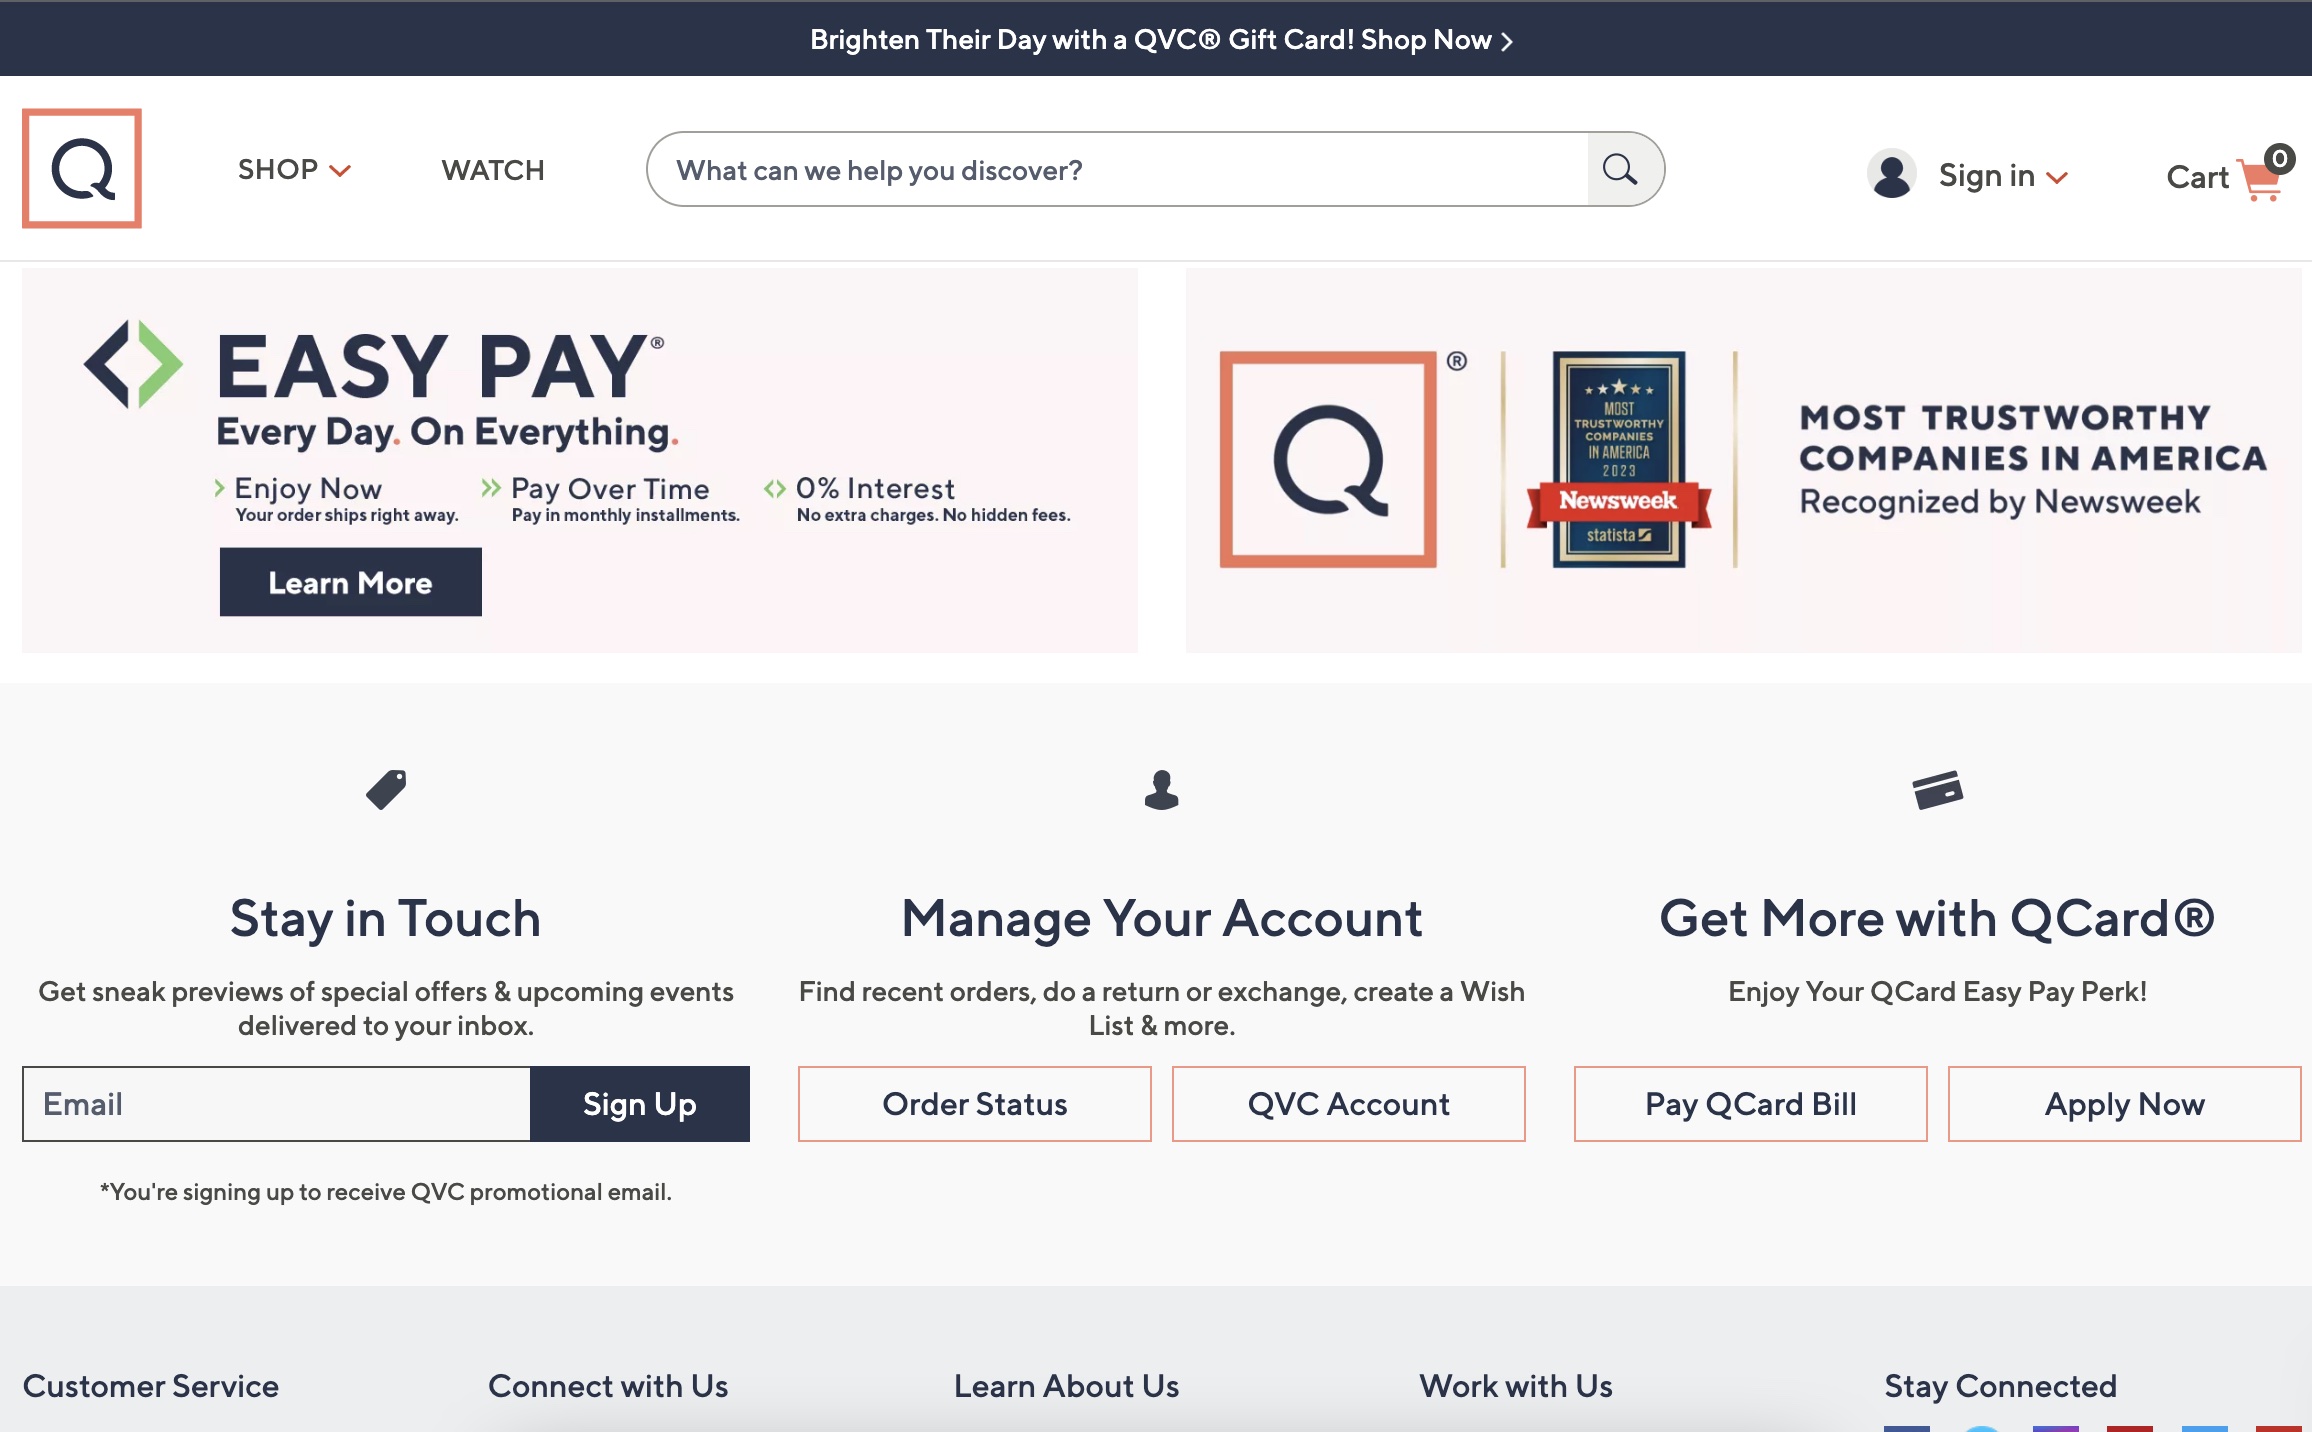 Brighten Their Day with a QVC® Gift Card! Shop Now
Q
SHOP
WATCH
What can we help you discover?
Sign in
Cart
0
EASY PAY®
Every Day. On Everything.
Enjoy Now
Your order ships right away.
Pay Over Time
Pay in monthly installments.
0% Interest
No extra charges. No hidden fees.
Learn More
Q®
MOST
TRUSTWORTHY
COMPANIES
IN AMERICA
2023
Newsweek
statista
MOST TRUSTWORTHY
COMPANIES IN AMERICA
Recognized by Newsweek
Stay in Touch
Get sneak previews of special offers & upcoming events
delivered to your inbox.
Email
Sign Up
*You're signing up to receive QVC promotional email.
Manage Your Account
Find recent orders, do a return or exchange, create a Wish
List & more.
Order Status
QVC Account
Get More with QCard®
Enjoy Your QCard Easy Pay Perk!
Pay QCard Bill
Apply Now
Customer Service
Connect with Us
Learn About Us
Work with Us
Stay Connected